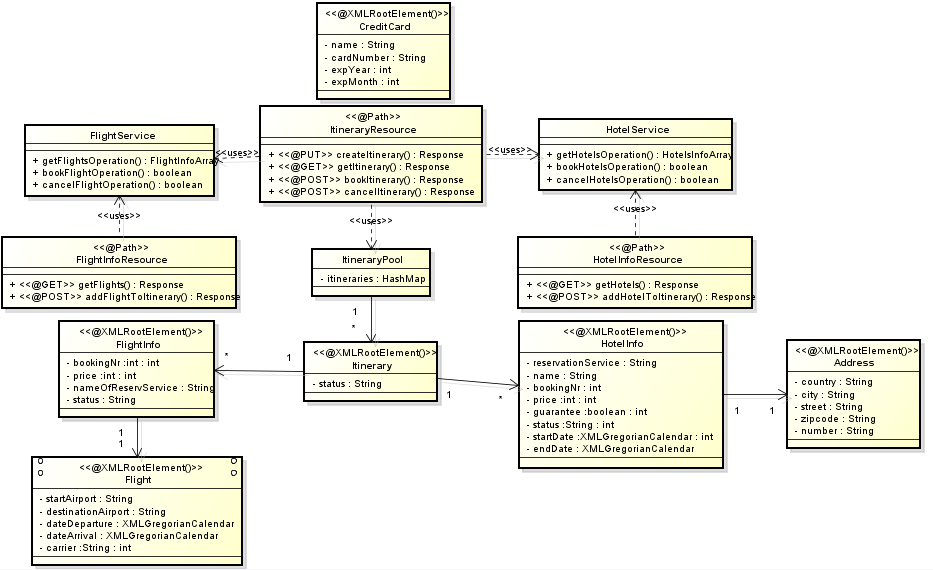 <<@XMLRootElement()>>
CreditCard
- name : String
- cardNumber : String
- expYear : int
- expMonth : int
<<@Path>>
ItineraryResource
+ <<@PUT>> createItinerary() : Response
+ <<@GET>> getItinerary() : Response
+ <<@POST>> bookItinerary() : Response
+ <<@POST>> cancelItinerary() : Response
FlightService
+ getFlightsOperation() : FlightInfoArray
+ bookFlightOperation() : boolean
+ cancelFlightOperation() : boolean
<<uses>>
HotelService
+ getHotelsOperation() : HotelsInfoArray
+ bookHotelsOperation() : boolean
+ cancelHotelsOperation() : boolean
<<uses>>
<<uses>>
<<uses>>
<<uses>>
<<@Path>>
FlightInfoResource
+ <<@GET>> getFlights() : Response
+ <<@POST>> addFlightToItinerary() : Response
ItineraryPool
- itineraries : HashMap
<<@Path>>
HotelInfoResource
+ <<@GET>> getHotels() : Response
+ <<@POST>> addHotelToItinerary() : Response
1
*
<<@XMLRootElement()>>
FlightInfo
- bookingNr :int : int
- price :int : int
- nameOfReservService : String
- status : String
*
1
<<@XMLRootElement()>>
Itinerary
- status : String
1
*
<<@XMLRootElement()>>
HotelInfo
- reservationService : String
- name : String
- bookingNr : int
- price :int : int
- guarantee :boolean : int
- status :String : int
- startDate : XMLGregorianCalendar : int
- endDate : XMLGregorianCalendar
1
1
<<@XMLRootElement()>>
Address
- country : String
- city : String
- street : String
- zipcode : String
- number : String
1
1
<<@XMLRootElement()>>
Flight
- startAirport : String
- destinationAirport : String
- dateDeparture : XMLGregorianCalendar
- dateArrival : XMLGregorianCalendar
- carrier :String : int